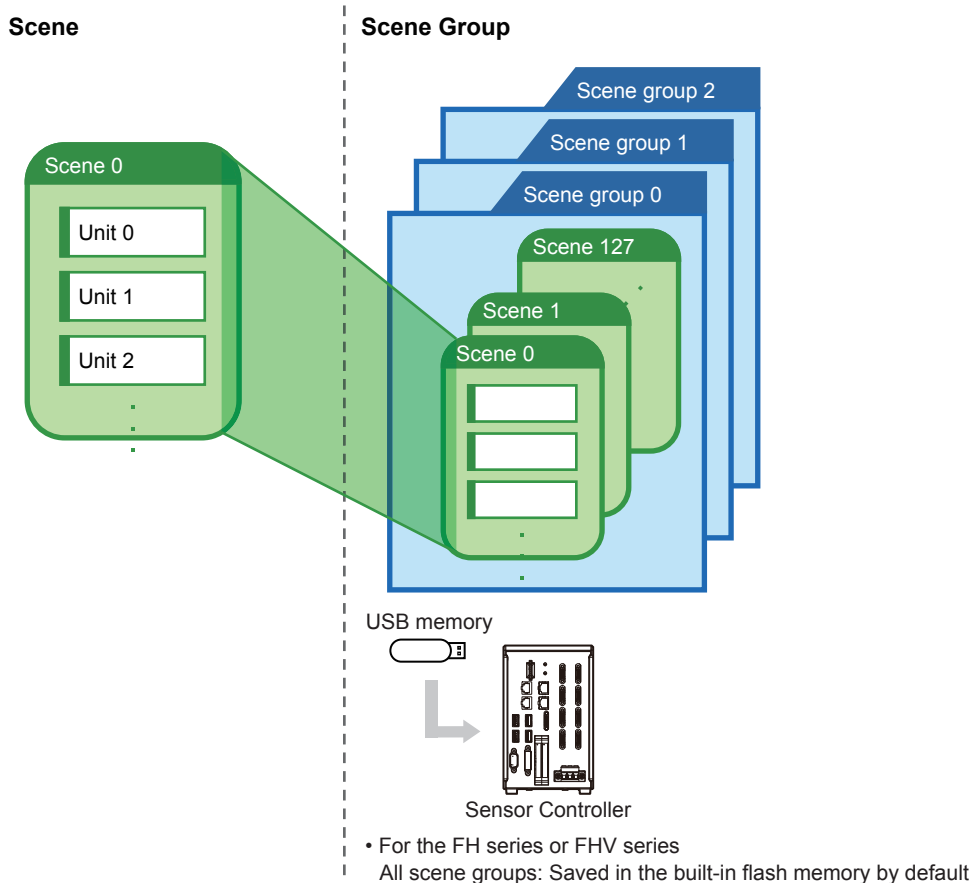 Scene
Scene Group
Scene 0
Unit 0
Unit 1
Unit 2
Scene group 2
Scene group 1
Scene group 0
Scene 127
Scene 1
Scene 0
USB memory
Sensor Controller
• For the FH series or FHV series
All scene groups: Saved in the built-in flash memory by default